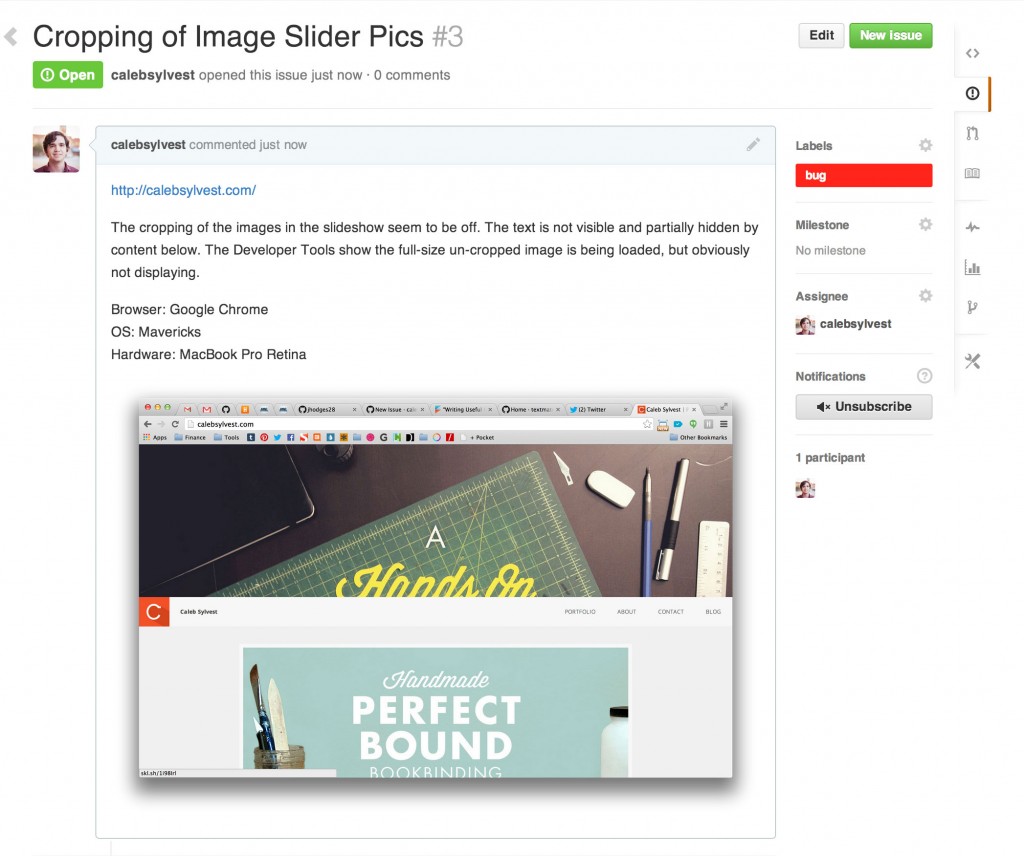 Cropping of Image Slider Pics #3
Edit
New issue
Open
calebsylvest opened this issue just now · 0 comments
calebsylvest commented just now
http://calebsylvest.com/
The cropping of the images in the slideshow seem to be off. The text is not visible and partially hidden by
content below. The Developer Tools show the full-size un-cropped image is being loaded, but obviously
not displaying.
Browser: Google Chrome
OS: Mavericks
Hardware: MacBook Pro Retina
jhodges28
New Issue - cale
"Writing Useful
Home - textma
(2) Twitter
Caleb Sylvest |
calebsylvest.com
Apps
Finance
Tools
+ Pocket
Other Bookmarks
A
Hands On
C
Caleb Sylvest
PORTFOLIO
ABOUT
CONTACT
BLOG
Handmade
PERFECT
BOUND
BOOKBINDING
Labels
bug
Milestone
No milestone
Assignee
calebsylvest
Notifications
Unsubscribe
1 participant